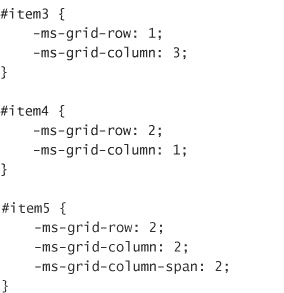 #item3 {
    -ms-grid-row: 1;
    -ms-grid-column: 3;
}

#item4 {
    -ms-grid-row: 2;
    -ms-grid-column: 1;
}

#item5 {
    -ms-grid-row: 2;
    -ms-grid-column: 2;
    -ms-grid-column-span: 2;
}